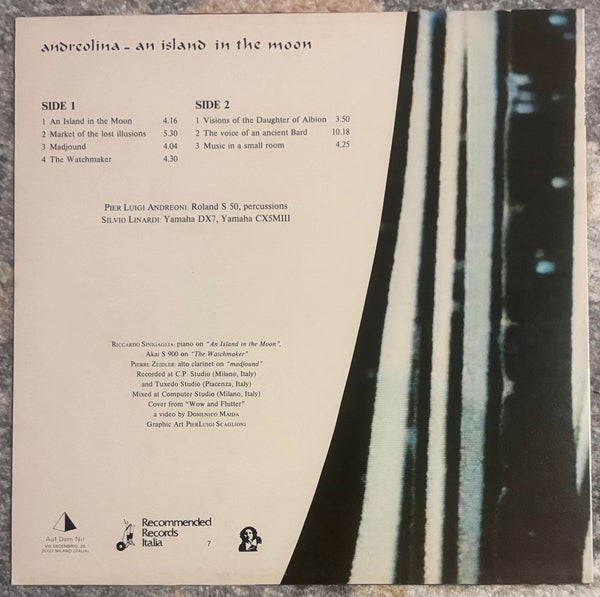 andreolina - an island in the moon
SIDE 1
1 An Island in the Moon 4.16
2 Market of the lost illusions 5.30
3 Madjound 4.04
4 The Watchmaker 4.30
SIDE 2
1 Visions of the Daughter of Albion 3.50
2 The voice of an ancient Bard 10.18
3 Music in a small room 4.25
PIER LUIGI ANDREONI: Roland S 50, percussions
SILVIO LINARDI: Yamaha DX7, Yamaha CX5MIII
RICCARDO SINIGAGLIA: piano on "An Island in the Moon",
Akai S 900 on "The Watchmaker"
PIERRE ZEIDLER: alto clarinet on "madjound"
Recorded at C.P. Studio (Milano, Italy)
and Tuxedo Studio (Piacenza, Italy)
Mixed at Computer Studio (Milano, Italy)
Cover from "Wow and Flutter"
a video by DOMENICO MAIDA
Graphic Art PIERLUIGI SCAGLIONI
Auf Dem Nil
VIA DECEMBRIO, 26
20137 MILANO (ITALIA)
Recommended
Records
Italia
7